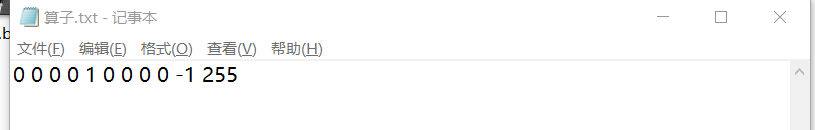 算子.txt - 记事本
.b
文件(F) 编辑(E) 格式(O) 查看(V) 帮助(H)
0 0 0 0 1 0 0 0 0 -1 255